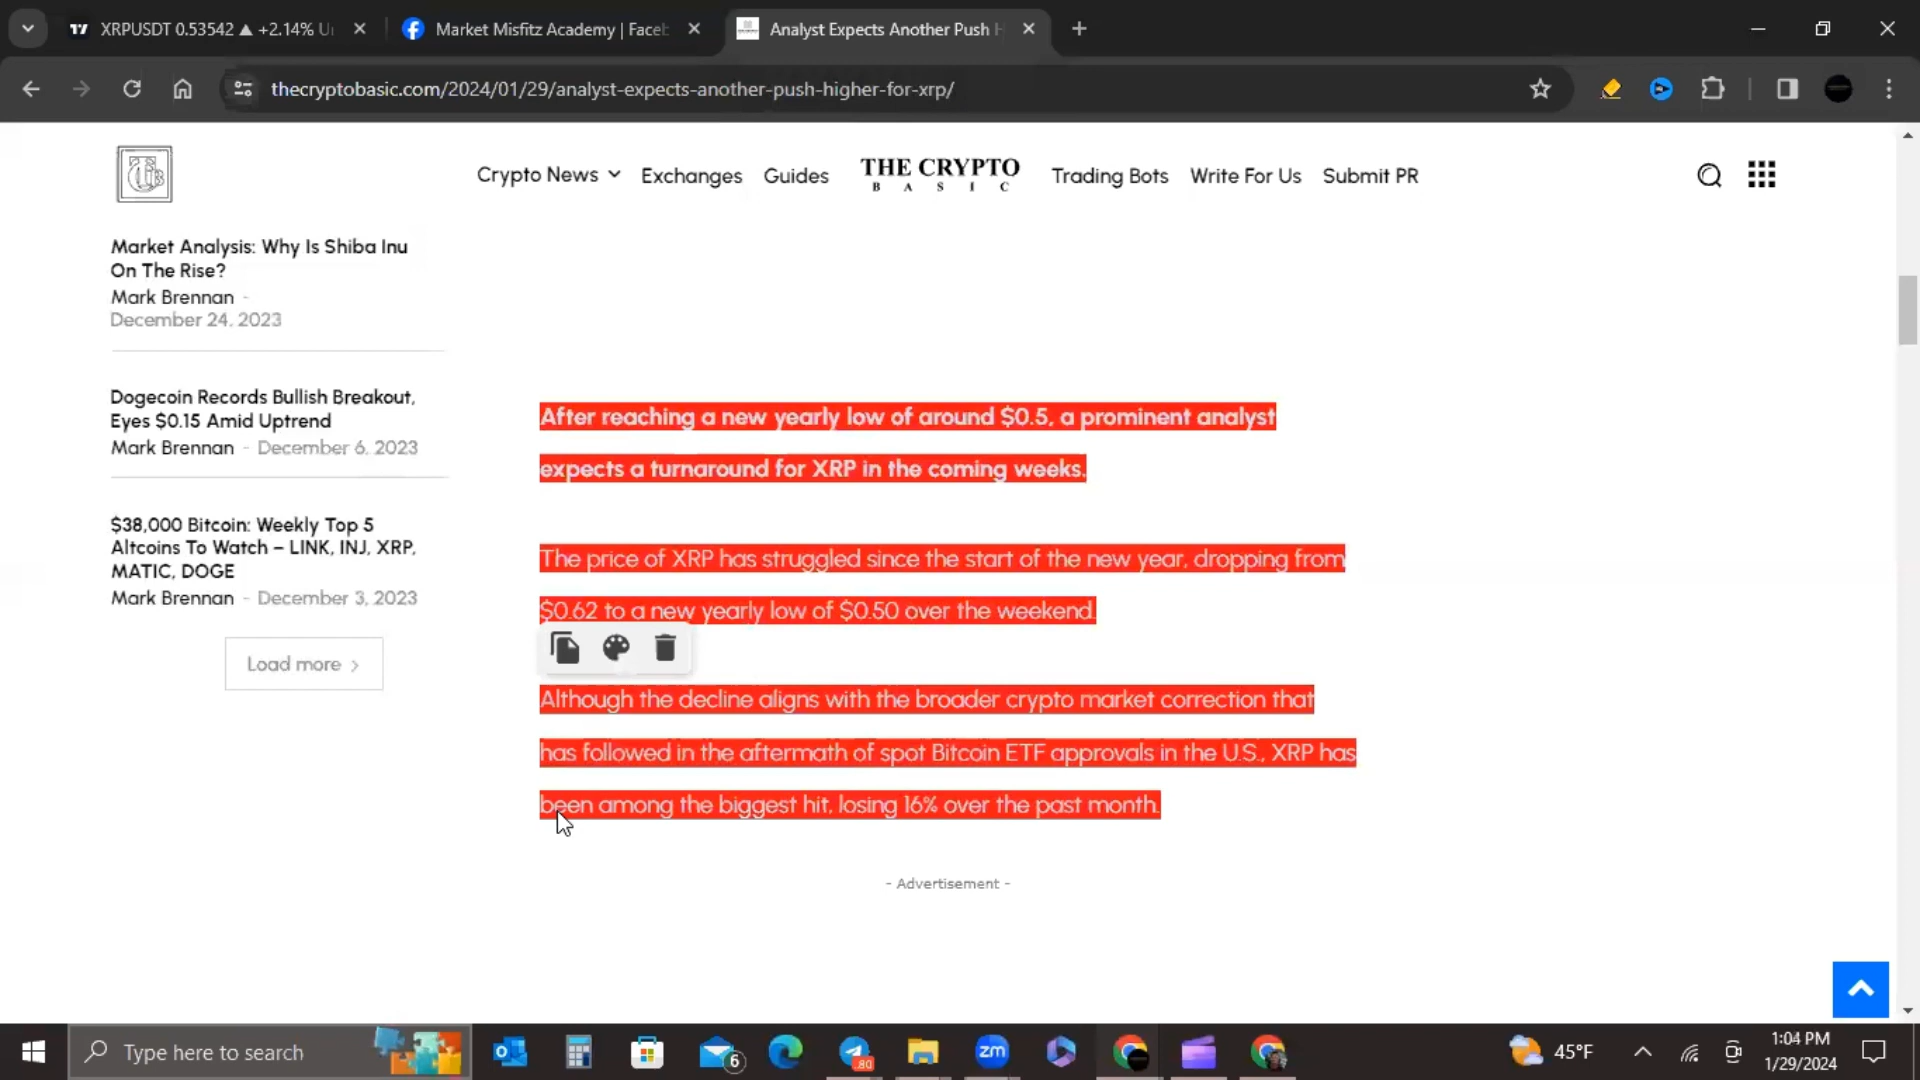 XRPUSDT 0.53542 ▲ +2.14% U
Market Misfitz Academy | Faceb
Analyst Expects Another Push H
thecryptobasic.com/2024/01/29/analyst-expects-another-push-higher-for-xrp/
Crypto News
Exchanges
Guides
THE CRYPTO
BASIC
Trading Bots
Write For Us
Submit PR
Market Analysis: Why Is Shiba Inu
On The Rise?
Mark Brennan -
December 24, 2023
Dogecoin Records Bullish Breakout,
Eyes $0.15 Amid Uptrend
Mark Brennan - December 6, 2023
$38,000 Bitcoin: Weekly Top 5
Altcoins To Watch – LINK, INJ, XRP,
MATIC, DOGE
Mark Brennan - December 3, 2023
Load more
After reaching a new yearly low of around $0.5, a prominent analyst
expects a turnaround for XRP in the coming weeks.
The price of XRP has struggled since the start of the new year, dropping from
$0.62 to a new yearly low of $0.50 over the weekend.
Although the decline aligns with the broader crypto market correction that
has followed in the aftermath of spot Bitcoin ETF approvals in the U.S., XRP has
been among the biggest hit, losing 16% over the past month.
- Advertisement -
Type here to search
6
80
zm
45°F
1:04 PM
1/29/2024